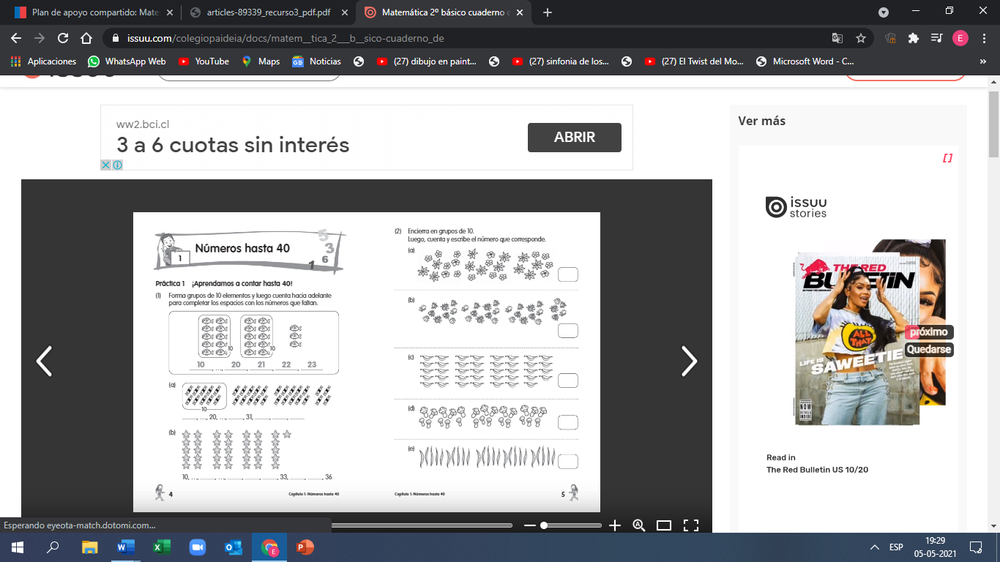 Plan de apoyo compartido: Mate
articles-89339_recurso3_pdf.pdf
Matemática 2º básico cuaderno
issuu.com/colegiopaideia/docs/matem__tica_2___b__sico-cuaderno_de
E
Aplicaciones
WhatsApp Web
YouTube
Maps
Noticias
(27) dibujo en paint...
(27) sinfonia de los...
(27) El Twist del Mo...
Microsoft Word - C...
»
ww2.bci.cl
3 a 6 cuotas sin interés
ABRIR
Números hasta 40
1
5
3
1 6
Práctica 1 ¡Aprendamos a contar hasta 40!
(1) Forma grupos de 10 elementos y luego cuenta hacia adelante
para completar los espacios con los números que faltan.
10 10
10 20 21 22 23
(a)
10
20, 31,
(b)
10, 33, 36
4 Capítulo 1: Números hasta 40
(2) Encierra en grupos de 10.
Luego, cuenta y escribe el número que corresponde.
(a)
(b)
(c)
(d)
(e)
Capítulo 1: Números hasta 40 5
Ver más
[]
issuu
stories
THE RED
BULLETIN
ALL
THAT
LIFE IS
SAWEETIE
próximo
Quedarse
Read in
The Red Bulletin US 10/20
Esperando eyeota-match.dotomi.com...
ESP
19:29
05-05-2021